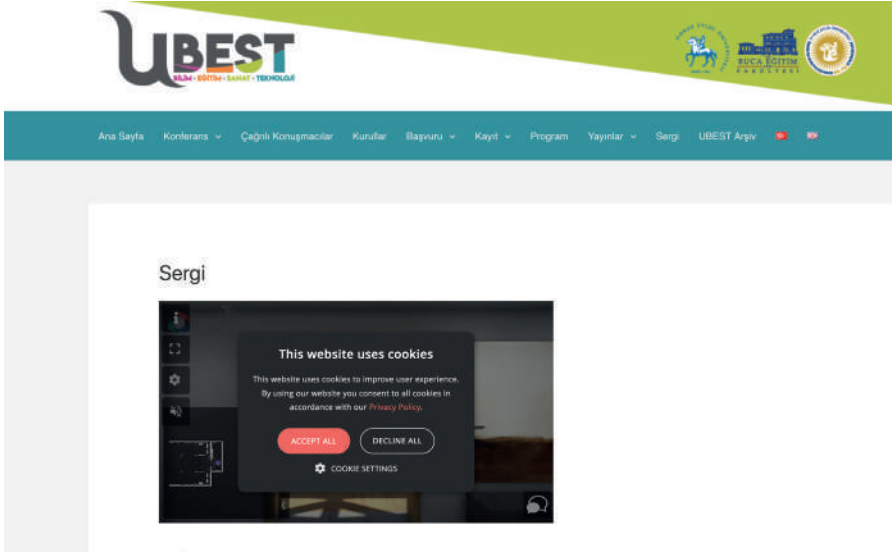 UBEST
BİLİM - EĞİTİM - SANAT - TEKNOLOJİ
BUCA EĞİTİM
FAKÜLTESİ
Ana Sayfa Konferans Çağrılı Konuşmacılar Kurullar Başvuru Kayıt Program Yayınlar Sergi UBEST Arşiv
Sergi
This website uses cookies
This website uses cookies to improve user experience.
By using our website you consent to all cookies in
accordance with our Privacy Policy.
ACCEPT ALL DECLINE ALL
COOKIE SETTINGS